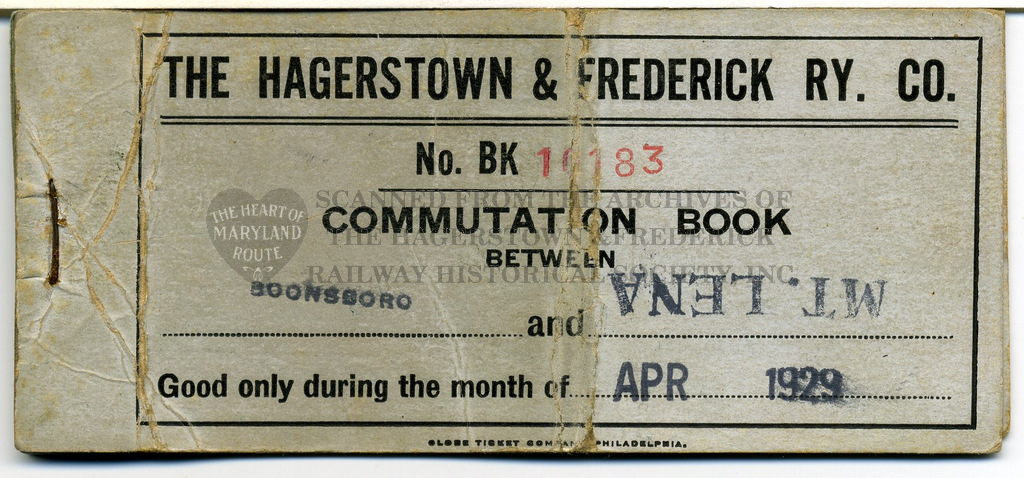 THE HAGERSTOWN & FREDERICK RY. CO.
No. BK 10183
SCANNED FROM THE ARCHIVES OF
THE HAGERSTOWN & FREDERICK
RAILWAY HISTORICAL SOCIETY, INC.
THE HEART OF
MARYLAND
ROUTE
COMMUTATION BOOK
BETWEEN
BOONSBORO and MT. LENA
Good only during the month of APR 1929
GLOBE TICKET COMPANY PHILADELPHIA.